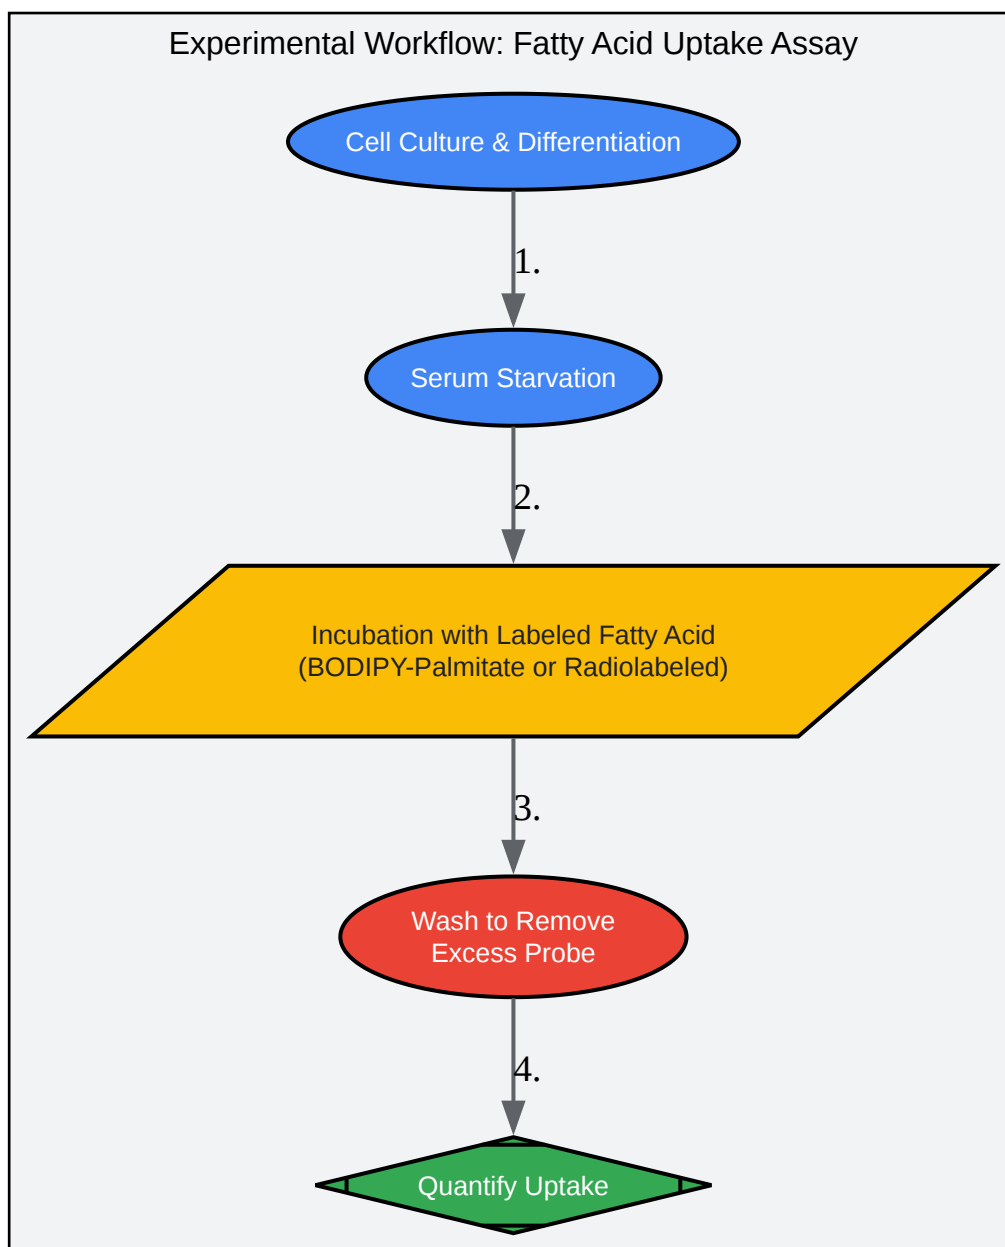 Experimental Workflow: Fatty Acid Uptake Assay
Cell Culture & Differentiation
1.
Serum Starvation
2.
Incubation with Labeled Fatty Acid
(BODIPY-Palmitate or Radiolabeled)
3.
Wash to Remove
Excess Probe
4.
Quantify Uptake